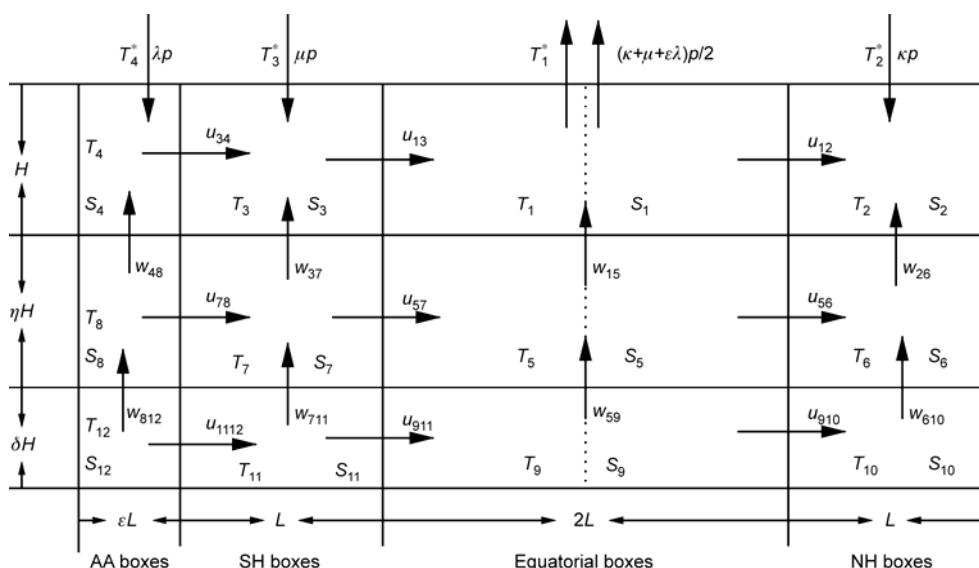 T₄* λp T₃* μp T₁* (κ+μ+ελ)p/2 T₂* κp
T₄ u₃₄ u₁₃ u₁₂
H
S₄ T₃ S₃ T₁ S₁ T₂ S₂
w₄₈ w₃₇ w₁₅ w₂₆
T₈ u₇₈ u₅₇ u₅₆
ηH
S₈ T₇ S₇ T₅ S₅ T₆ S₆
w₈₁₂ w₇₁₁ w₅₉ w₆₁₀
T₁₂ u₁₁₁₂ u₉₁₁ u₉₁₀
δH
S₁₂ T₁₁ S₁₁ T₉ S₉ T₁₀ S₁₀
εL L 2L L
AA boxes SH boxes Equatorial boxes NH boxes